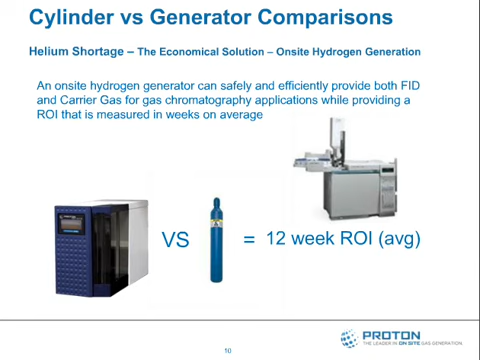 Cylinder vs Generator Comparisons
Helium Shortage – The Economical Solution – Onsite Hydrogen Generation
An onsite hydrogen generator can safely and efficiently provide both FID
and Carrier Gas for gas chromatography applications while providing a
ROI that is measured in weeks on average
VS = 12 week ROI (avg)
PROTON
THE LEADER IN ON SITE GAS GENERATION.
10